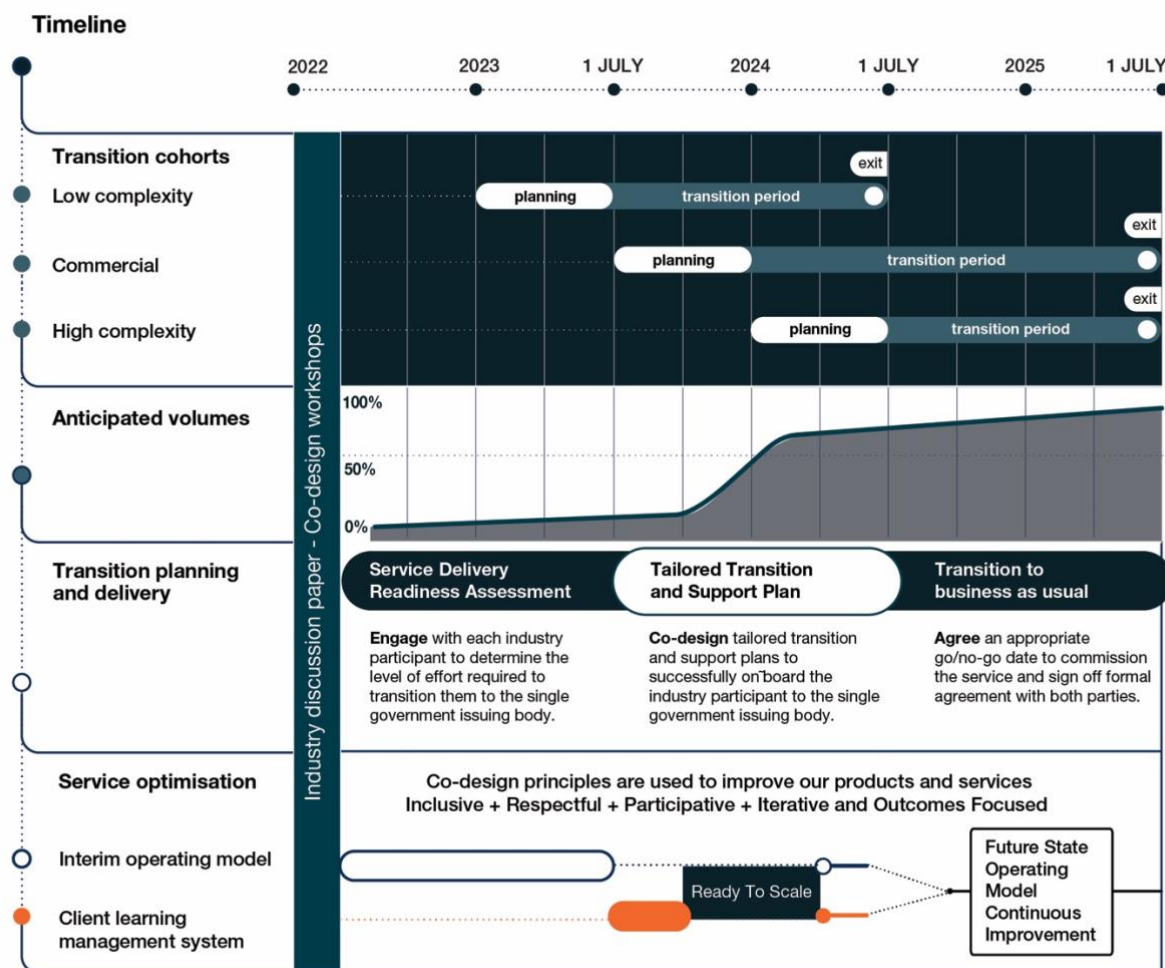 Timeline
2022
2023
1 JULY
2024
1 JULY
2025
1 JULY
Industry discussion paper - Co-design workshops
Transition cohorts
Low complexity
planning
transition period
exit
Commercial
planning
transition period
exit
High complexity
planning
transition period
exit
Anticipated volumes
100%
50%
0%
Transition planning
and delivery
Service Delivery
Readiness Assessment
Engage with each industry
participant to determine the
level of effort required to
transition them to the single
government issuing body.
Tailored Transition
and Support Plan
Co-design tailored transition
and support plans to
successfully on-board the
industry participant to the single
government issuing body.
Transition to
business as usual
Agree an appropriate
go/no-go date to commission
the service and sign off formal
agreement with both parties.
Service optimisation
Co-design principles are used to improve our products and services
Inclusive + Respectful + Participative + Iterative and Outcomes Focused
Interim operating model
Client learning
management system
Ready To Scale
Future State
Operating
Model
Continuous
Improvement